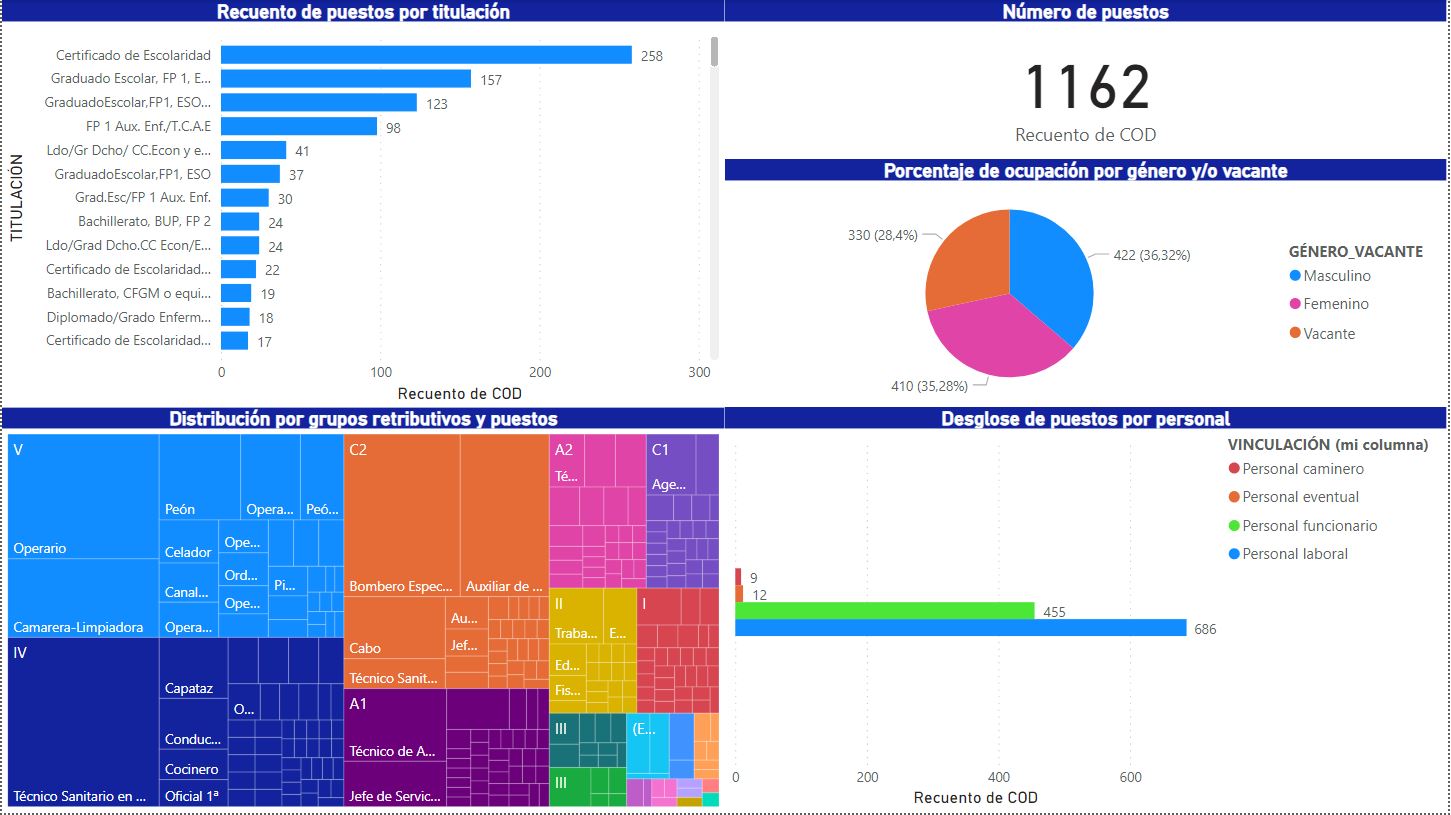 Recuento de puestos por titulación
TITULACIÓN
Certificado de Escolaridad 258
Graduado Escolar, FP 1, E... 157
GraduadoEscolar,FP1, ESO... 123
FP 1 Aux. Enf./T.C.A.E 98
Ldo/Gr Dcho/ CC.Econ y e... 41
GraduadoEscolar,FP1, ESO 37
Grad.Esc/FP 1 Aux. Enf. 30
Bachillerato, BUP, FP 2 24
Ldo/Grad Dcho.CC Econ/E... 24
Certificado de Escolaridad... 22
Bachillerato, CFGM o equi... 19
Diplomado/Grado Enferm... 18
Certificado de Escolaridad... 17
0 100 200 300
Recuento de COD
Número de puestos
1162
Recuento de COD
Porcentaje de ocupación por género y/o vacante
330 (28,4%)
422 (36,32%)
410 (35,28%)
GÉNERO_VACANTE
Masculino
Femenino
Vacante
Distribución por grupos retributivos y puestos
V
Operario
Camarera-Limpiadora
Peón
Opera...
Peó...
Celador
Ope...
Canal...
Ord...
Pi...
Ope...
Opera...
IV
Técnico Sanitario en ...
Capataz
O...
Conduc...
Cocinero
Oficial 1ª
C2
Bombero Espec...
Auxiliar de ...
Cabo
Au...
Jef...
Técnico Sanit...
A1
Técnico de A...
Jefe de Servic...
A2
Té...
C1
Age...
II
Traba...
E...
Ed...
Fis...
I
III
(E...
III
Desglose de puestos por personal
VINCULACIÓN (mi columna)
Personal caminero
Personal eventual
Personal funcionario
Personal laboral
9
12
455
686
0 200 400 600
Recuento de COD